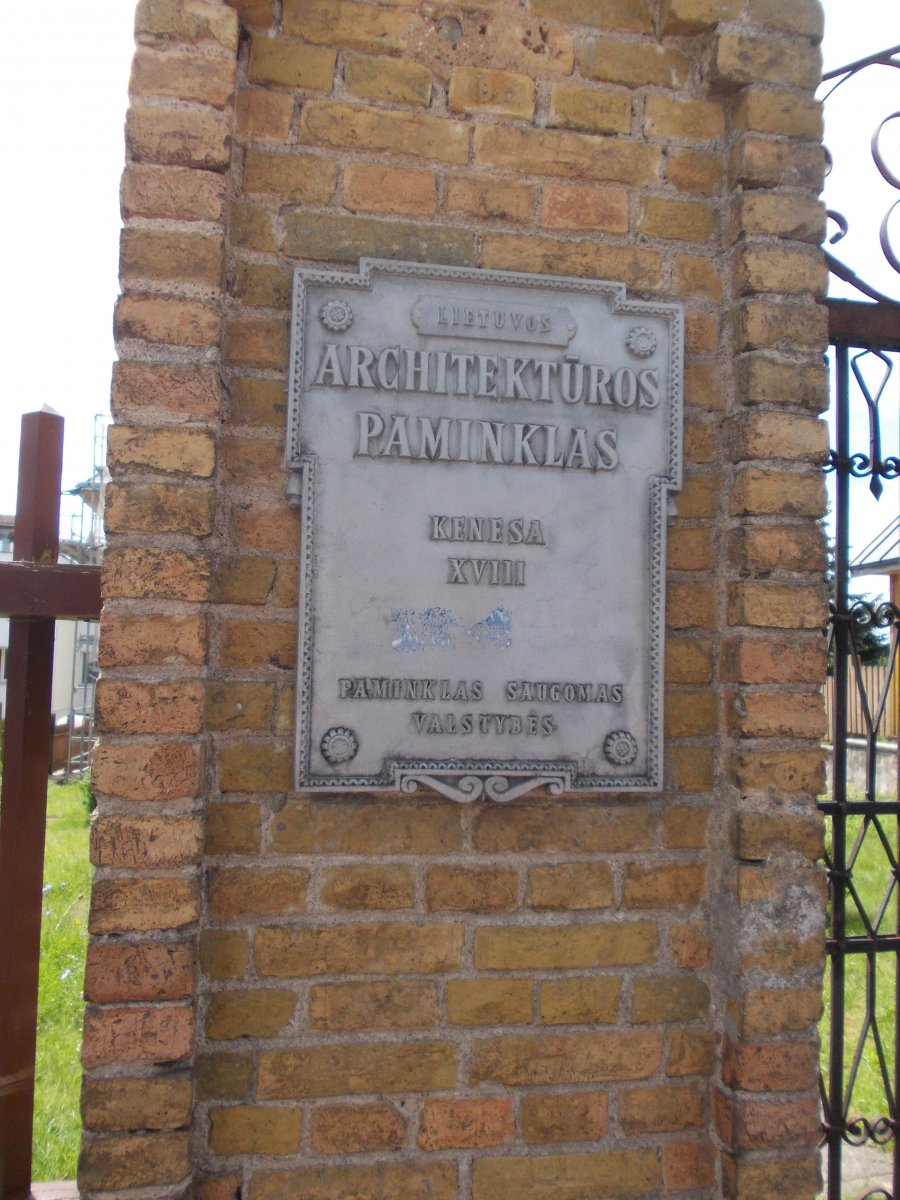 LIETUVOS
ARCHITEKTŪROS
PAMINKLAS
KENESA
XVIII
PAMINKLAS SAUGOMAS
VALSTYBĖS